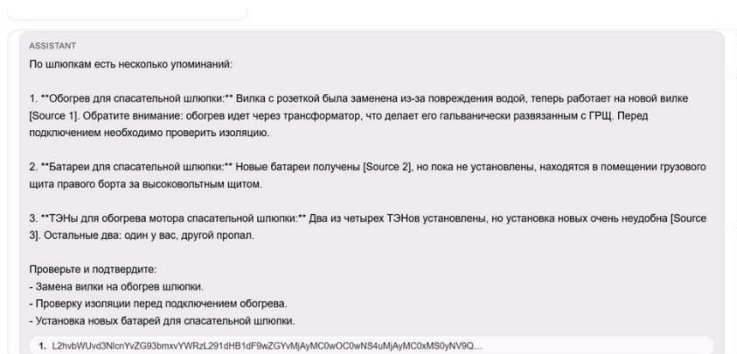 ASSISTANT
По шлюпкам есть несколько упоминаний:
1. **Обогрев для спасательной шлюпки:** Вилка с розеткой была заменена из-за повреждения водой, теперь работает на новой вилке
[Source 1]. Обратите внимание: обогрев идет через трансформатор, что делает его гальванически развязанным с ГРЩ. Перед
подключением необходимо проверить изоляцию.
2. **Батареи для спасательной шлюпки:** Новые батареи получены [Source 2], но пока не установлены, находятся в помещении грузового
щита правого борта за высоковольтным щитом.
3. **ТЭНы для обогрева мотора спасательной шлюпки:** Два из четырех ТЭНов установлены, но установка новых очень неудобна [Source
3]. Остальные два: один у вас, другой пропал.
Проверьте и подтвердите:
- Замена вилки на обогрев шлюпки.
- Проверку изоляции перед подключением обогрева.
- Установка новых батарей для спасательной шлюпки.
1.